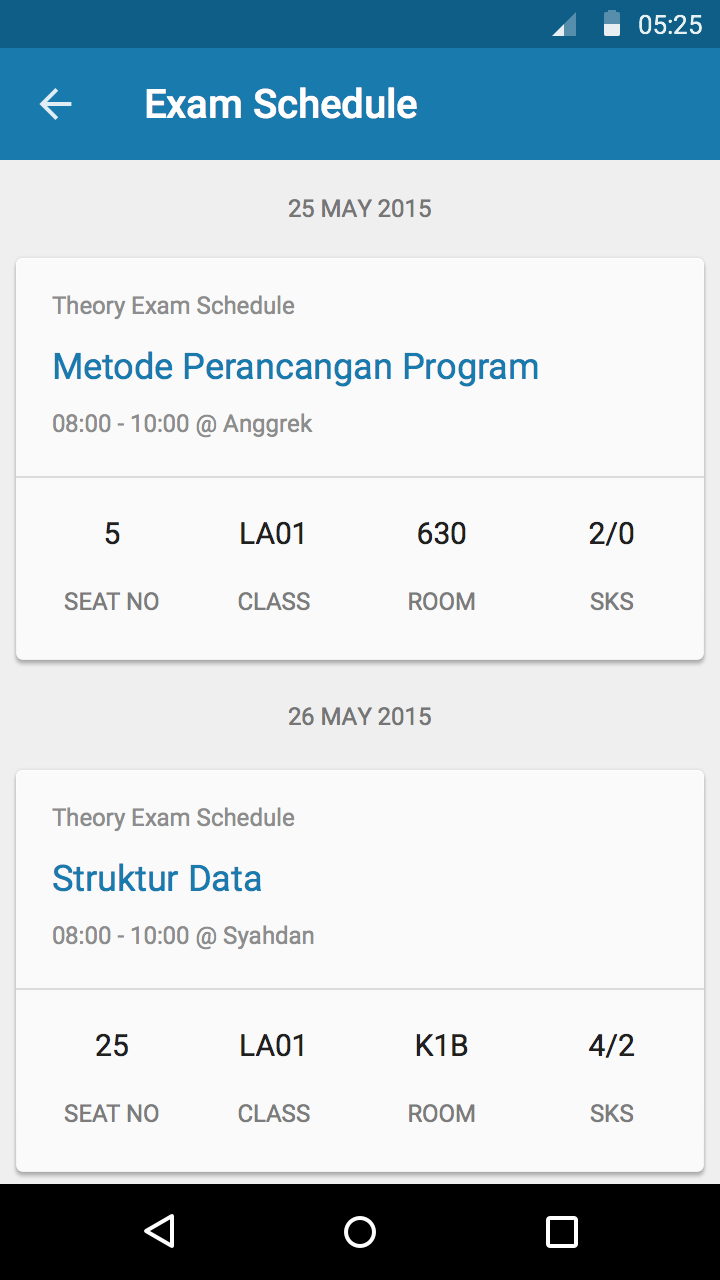 05:25
Exam Schedule
25 MAY 2015
Theory Exam Schedule
Metode Perancangan Program
08:00 - 10:00 @ Anggrek
5 LA01 630 2/0
SEAT NO CLASS ROOM SKS
26 MAY 2015
Theory Exam Schedule
Struktur Data
08:00 - 10:00 @ Syahdan
25 LA01 K1B 4/2
SEAT NO CLASS ROOM SKS